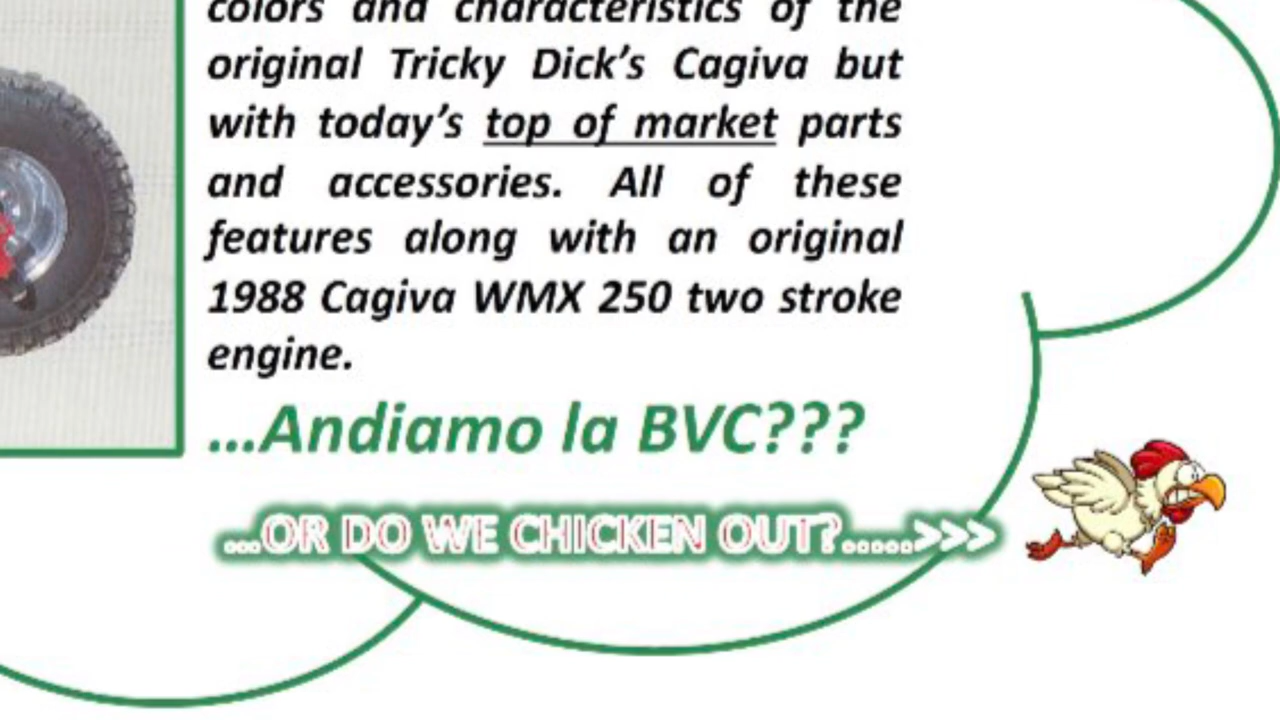 colors and characteristics of the
original Tricky Dick’s Cagiva but
with today’s top of market parts
and accessories. All of these
features along with an original
1988 Cagiva WMX 250 two stroke
engine.
...Andiamo la BVC???
...OR DO WE CHICKEN OUT?.....>>>